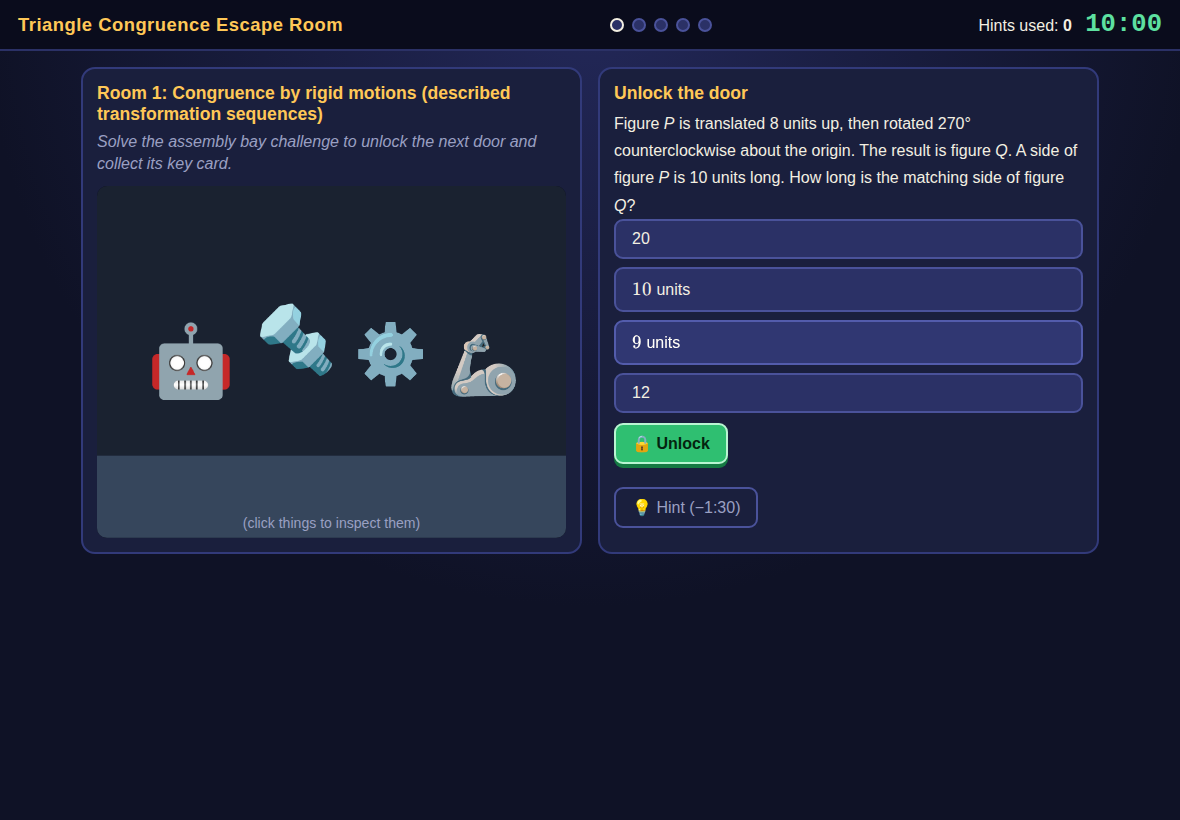 Triangle Congruence Escape Room
Hints used: 0 10:00
Room 1: Congruence by rigid motions (described
transformation sequences)
Solve the assembly bay challenge to unlock the next door and
collect its key card.
(click things to inspect them)
Unlock the door
Figure P is translated 8 units up, then rotated 270°
counterclockwise about the origin. The result is figure Q. A side of
figure P is 10 units long. How long is the matching side of figure
Q?
20
10 units
9 units
12
🔒 Unlock
💡 Hint (−1:30)